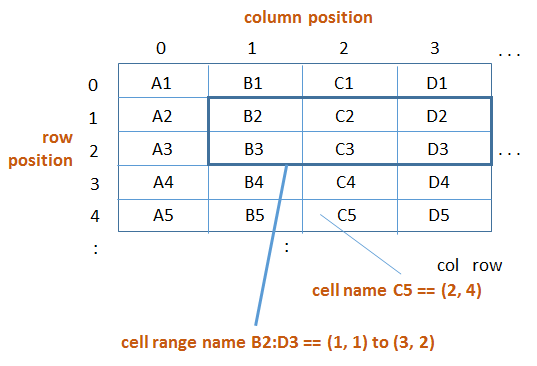 column position
0 1 2 3 ...
0 A1 B1 C1 D1
1 A2 B2 C2 D2
row
position
2 A3 B3 C3 D3 ...
3 A4 B4 C4 D4
4 A5 B5 C5 D5
: :
col row
cell name C5 == (2, 4)
cell range name B2:D3 == (1, 1) to (3, 2)